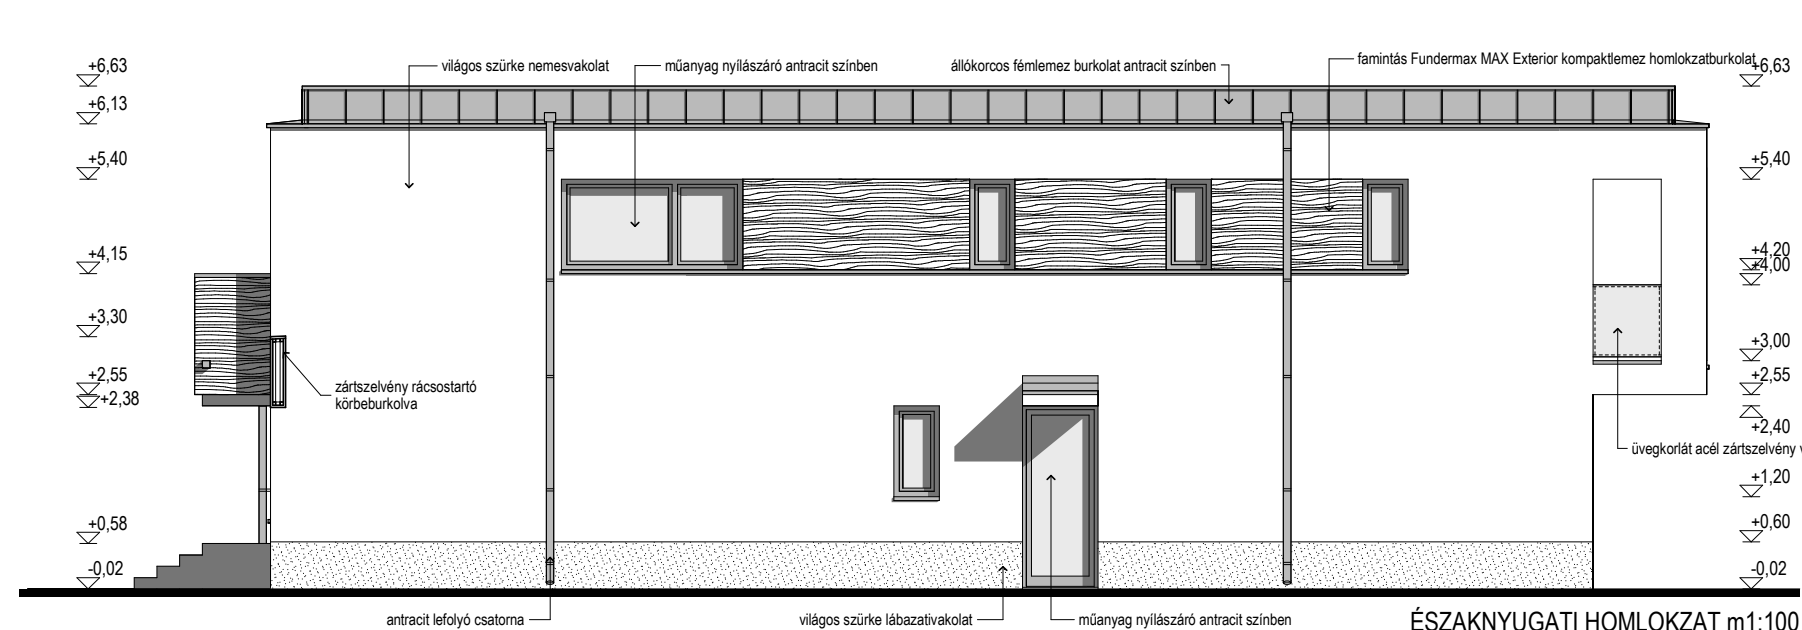 világos szürke nemesvakolat
műanyag nyílászáró antracit színben
állókorcos fémlemez burkolat antracit színben
famintás Fundermax MAX Exterior kompaktlemez homlokzatburkolat
+6,63
+6,13
+5,40
+4,15
+3,30
+2,55
+2,38
+0,58
-0,02
zártszelvény rácsostartó
körbeburkolva
+6,63
+5,40
+4,20
+4,00
+3,00
+2,55
+2,40
üvegkorlát acél zártszelvény
+1,20
+0,60
-0,02
antracit lefolyó csatorna
világos szürke lábazativakolat
műanyag nyílászáró antracit színben
ÉSZAKNYUGATI HOMLOKZAT m1:100